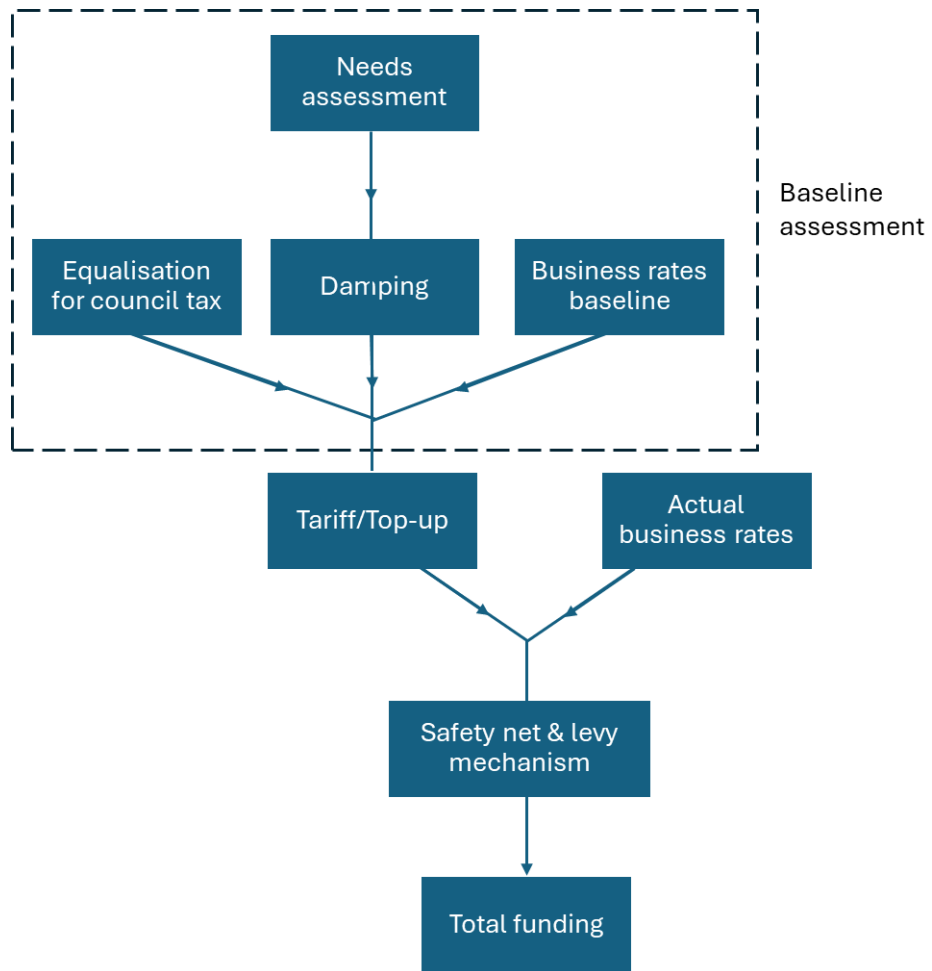 Needs
assessment
Baseline
assessment
Equalisation
for council tax
Damping
Business rates
baseline
Tariff/Top-up
Actual
business rates
Safety net & levy
mechanism
Total funding